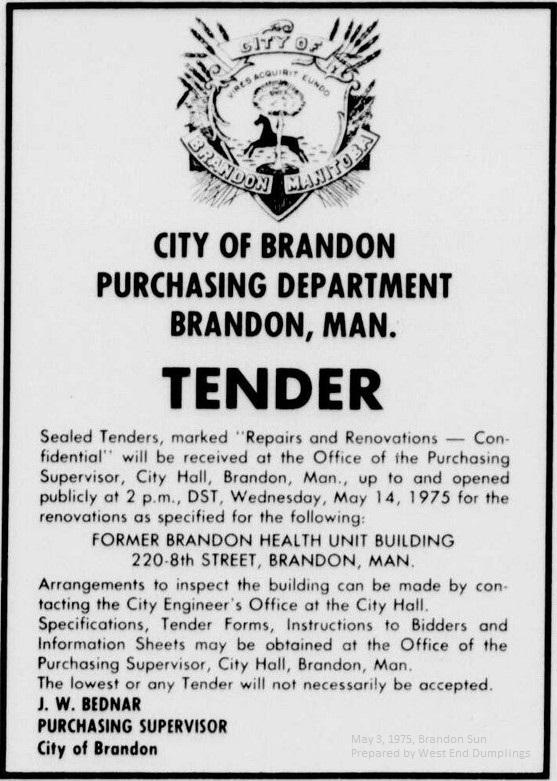 CITY OF
VIRES ACQUIRIT EUNDO
BRANDON MANITOBA
CITY OF BRANDON
PURCHASING DEPARTMENT
BRANDON, MAN.
TENDER
Sealed Tenders, marked "Repairs and Renovations — Con-
fidential" will be received at the Office of the Purchasing
Supervisor, City Hall, Brandon, Man., up to and opened
publicly at 2 p.m., DST, Wednesday, May 14, 1975 for the
renovations as specified for the following:
FORMER BRANDON HEALTH UNIT BUILDING
220-8th STREET, BRANDON, MAN.
Arrangements to inspect the building can be made by con-
tacting the City Engineer's Office at the City Hall.
Specifications, Tender Forms, Instructions to Bidders and
Information Sheets may be obtained at the Office of the
Purchasing Supervisor, City Hall, Brandon, Man.
The lowest or any Tender will not necessarily be accepted.
J. W. BEDNAR
PURCHASING SUPERVISOR
City of Brandon
May 3, 1975, Brandon Sun
Prepared by West End Dumplings